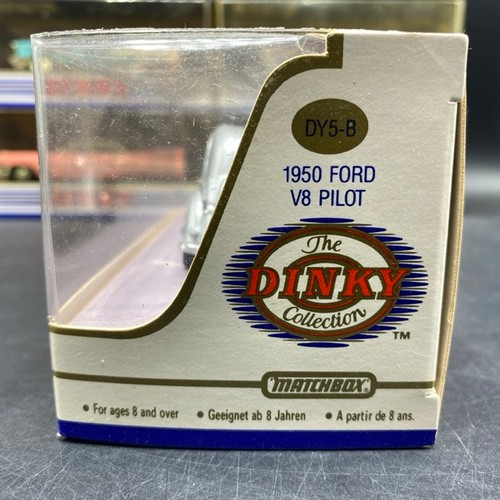 DY5-B
1950 FORD
V8 PILOT
The
DINKY
Collection
TM
MATCHBOX
• For ages 8 and over • Geeignet ab 8 Jahren • A partir de 8 ans.